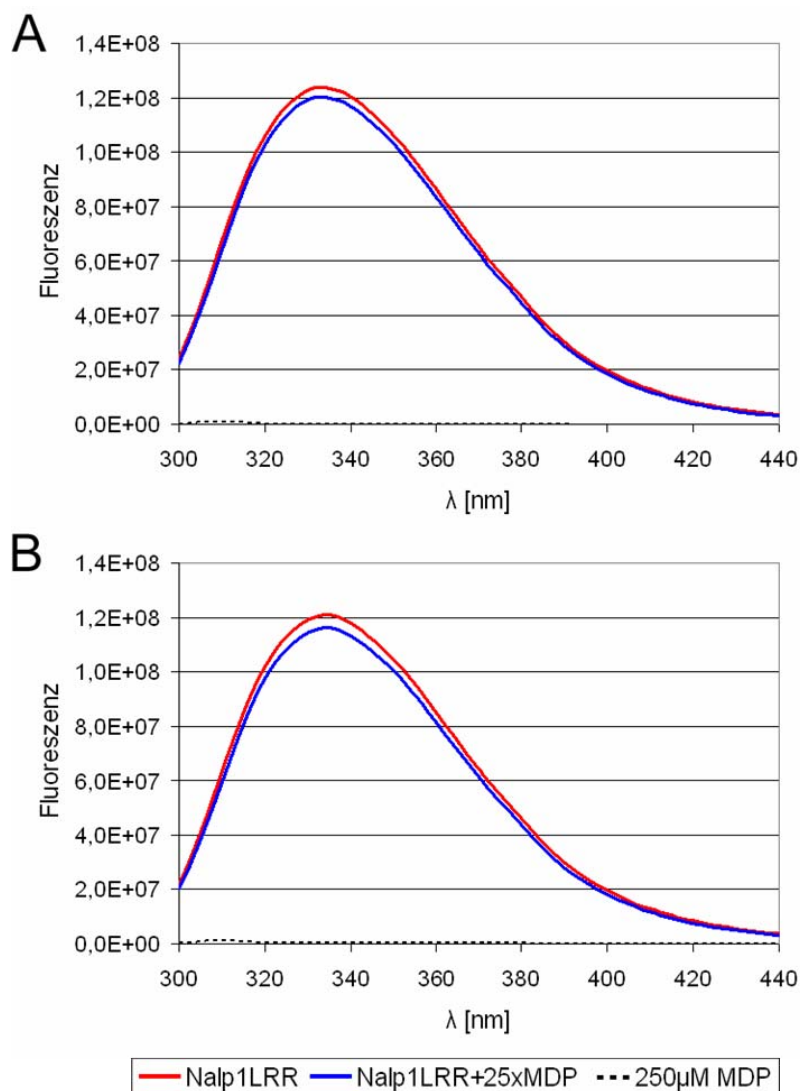 A
1,4E+08
1,2E+08
1,0E+08
8,0E+07
6,0E+07
4,0E+07
2,0E+07
0,0E+00
Fluoreszenz
300 320 340 360 380 400 420 440
λ [nm]
B
1,4E+08
1,2E+08
1,0E+08
8,0E+07
6,0E+07
4,0E+07
2,0E+07
0,0E+00
Fluoreszenz
300 320 340 360 380 400 420 440
λ [nm]
Nalp1LRR Nalp1LRR+25xMDP 250µM MDP